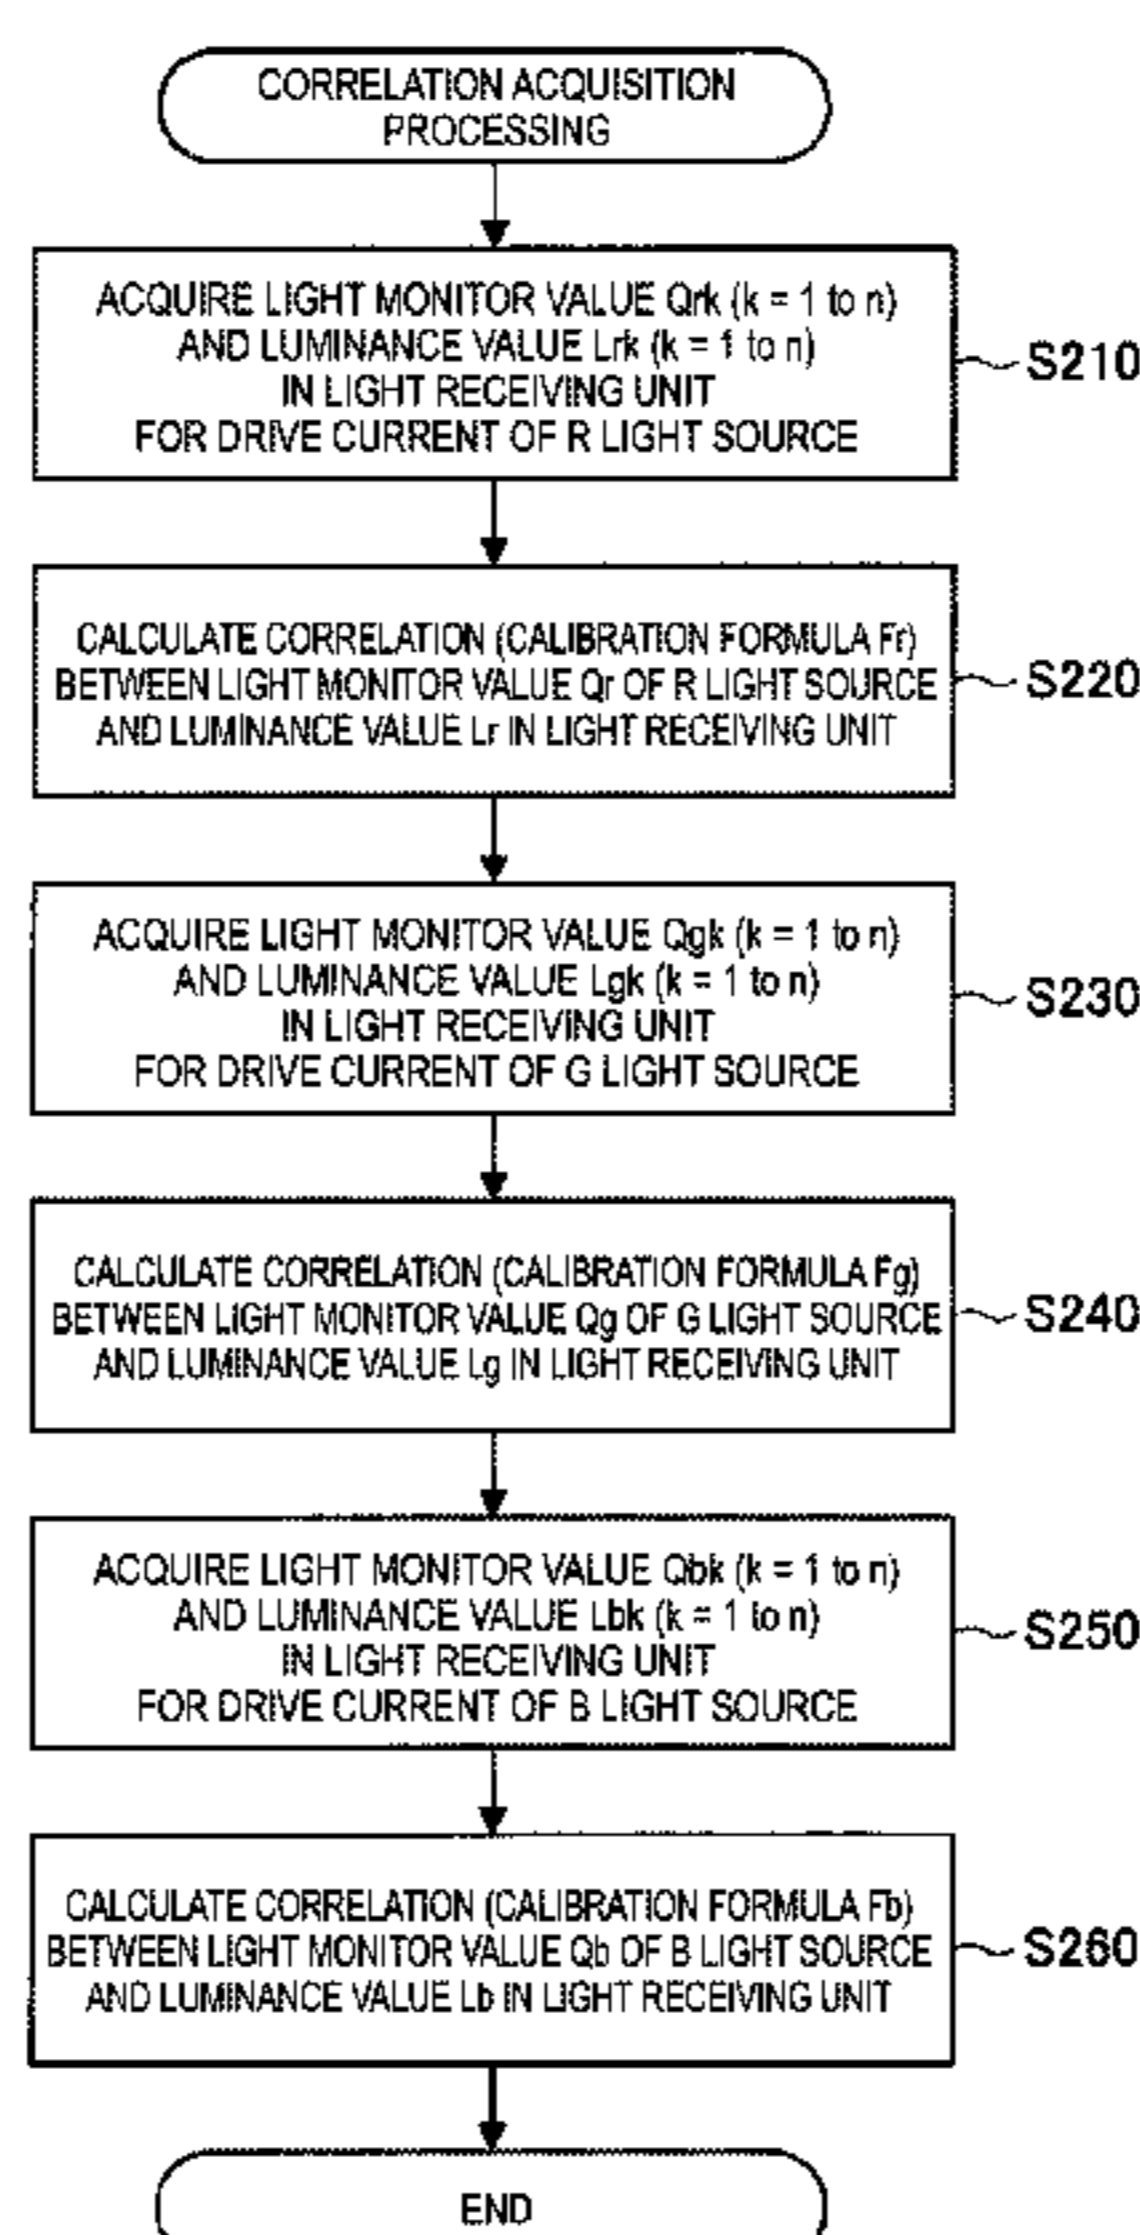 CORRELATION ACQUISITION
PROCESSING
ACQUIRE LIGHT MONITOR VALUE Qrk (k = 1 to n)
AND LUMINANCE VALUE Lrk (k = 1 to n)
IN LIGHT RECEIVING UNIT
FOR DRIVE CURRENT OF R LIGHT SOURCE
S210
CALCULATE CORRELATION (CALIBRATION FORMULA Fr)
BETWEEN LIGHT MONITOR VALUE Qr OF R LIGHT SOURCE
AND LUMINANCE VALUE Lr IN LIGHT RECEIVING UNIT
S220
ACQUIRE LIGHT MONITOR VALUE Qgk (k = 1 to n)
AND LUMINANCE VALUE Lgk (k = 1 to n)
IN LIGHT RECEIVING UNIT
FOR DRIVE CURRENT OF G LIGHT SOURCE
S230
CALCULATE CORRELATION (CALIBRATION FORMULA Fg)
BETWEEN LIGHT MONITOR VALUE Qg OF G LIGHT SOURCE
AND LUMINANCE VALUE Lg IN LIGHT RECEIVING UNIT
S240
ACQUIRE LIGHT MONITOR VALUE Qbk (k = 1 to n)
AND LUMINANCE VALUE Lbk (k = 1 to n)
IN LIGHT RECEIVING UNIT
FOR DRIVE CURRENT OF B LIGHT SOURCE
S250
CALCULATE CORRELATION (CALIBRATION FORMULA Fb)
BETWEEN LIGHT MONITOR VALUE Qb OF B LIGHT SOURCE
AND LUMINANCE VALUE Lb IN LIGHT RECEIVING UNIT
S260
END